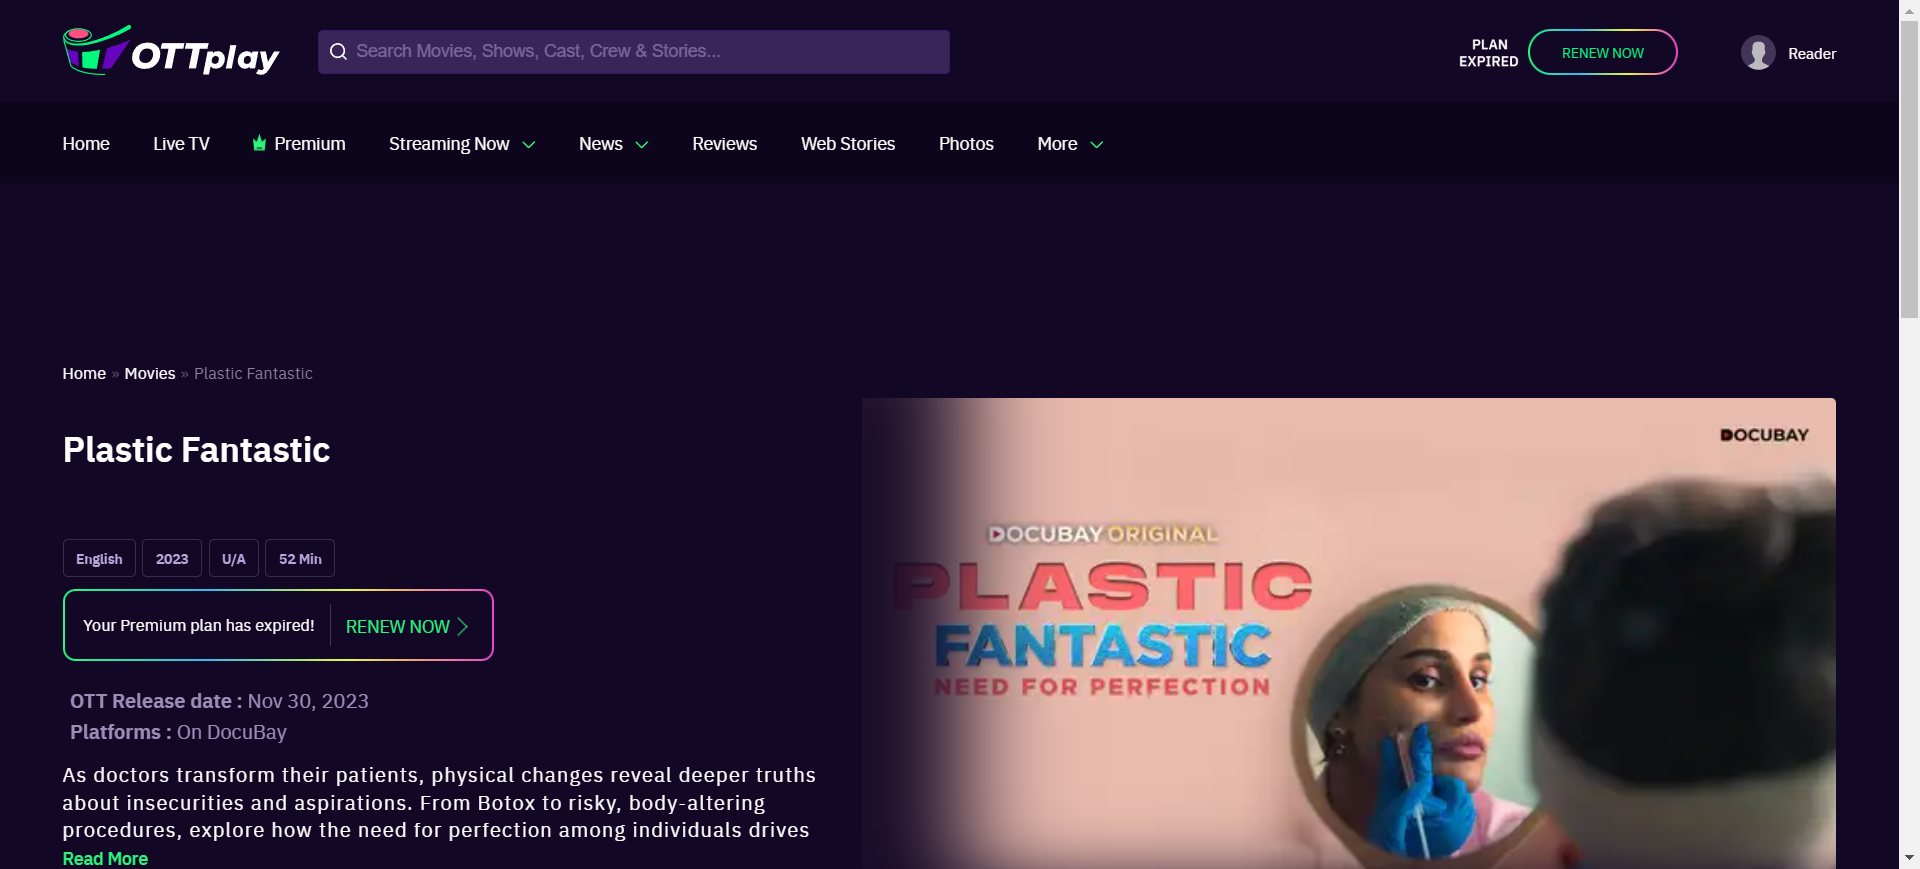 OTTplay
Search Movies, Shows, Cast, Crew & Stories...
PLAN
EXPIRED
RENEW NOW
Reader
Home
Live TV
Premium
Streaming Now
News
Reviews
Web Stories
Photos
More
Home » Movies » Plastic Fantastic
Plastic Fantastic
English
2023
U/A
52 Min
Your Premium plan has expired!
RENEW NOW
OTT Release date : Nov 30, 2023
Platforms : On DocuBay
As doctors transform their patients, physical changes reveal deeper truths
about insecurities and aspirations. From Botox to risky, body-altering
procedures, explore how the need for perfection among individuals drives
Read More
DOCUBAY
DOCUBAY ORIGINAL
PLASTIC
FANTASTIC
NEED FOR PERFECTION